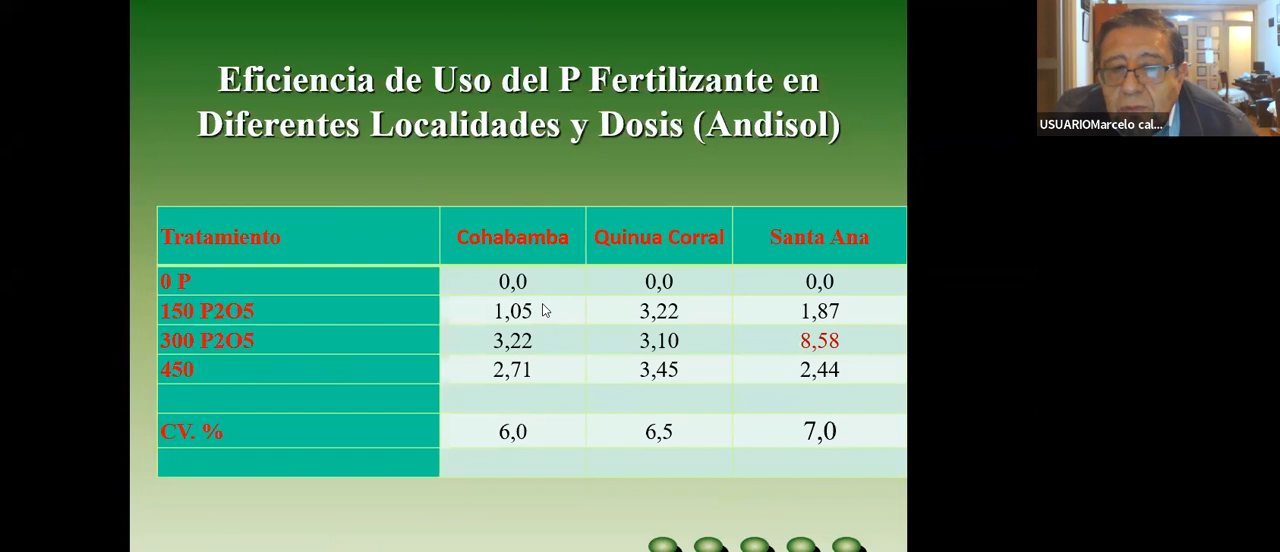 Eficiencia de Uso del P Fertilizante en
Diferentes Localidades y Dosis (Andisol)
Tratamiento Cohabamba Quinua Corral Santa Ana
0 P 0,0 0,0 0,0
150 P2O5 1,05 3,22 1,87
300 P2O5 3,22 3,10 8,58
450 2,71 3,45 2,44
CV. % 6,0 6,5 7,0
USUARIOMarcelo cal...